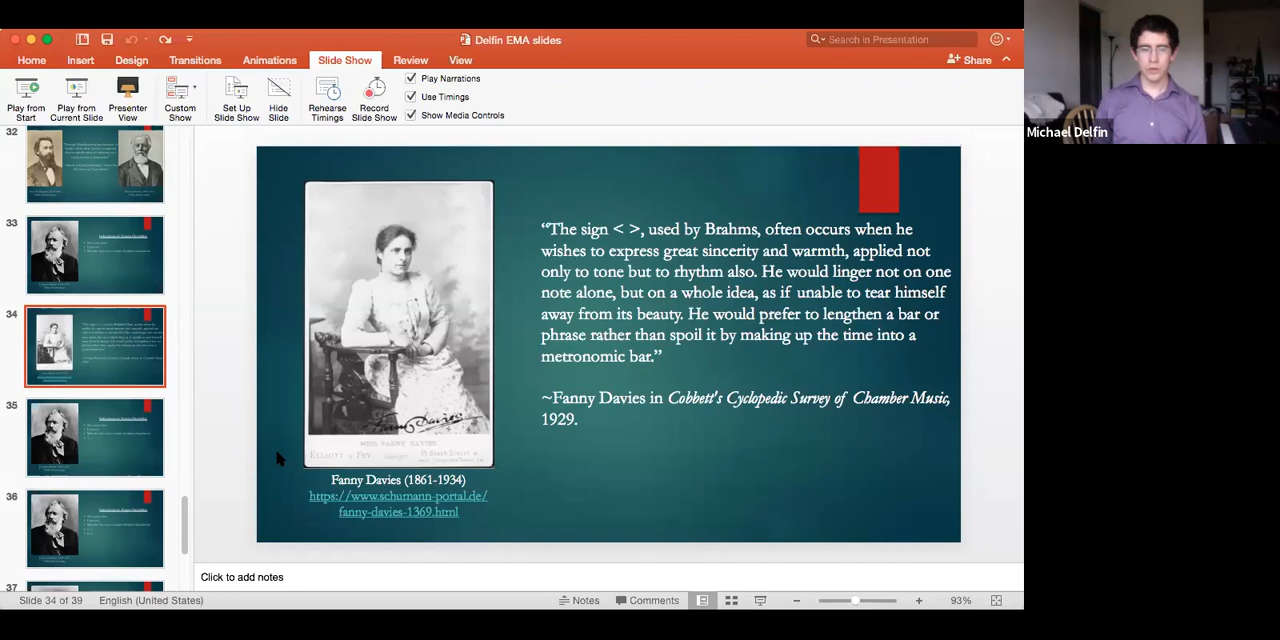 Delfin EMA slides
Search in Presentation
Home Insert Design Transitions Animations Slide Show Review View
Share
Play from Start
Play from Current Slide
Presenter View
Custom Show
Set Up Slide Show
Hide Slide
Rehearse Timings
Record Slide Show
Play Narrations
Use Timings
Show Media Controls
Michael Delfin
32
33
34
35
36
37
“The sign < >, used by Brahms, often occurs when he
wishes to express great sincerity and warmth, applied not
only to tone but to rhythm also. He would linger not on one
note alone, but on a whole idea, as if unable to tear himself
away from its beauty. He would prefer to lengthen a bar or
phrase rather than spoil it by making up the time into a
metronomic bar.”
~Fanny Davies in Cobbett's Cyclopedic Survey of Chamber Music,
1929.
Fanny Davies
MISS FANNY DAVIES
ELLIOTT & FRY
Fanny Davies (1861-1934)
https://www.schumann-portal.de/
fanny-davies-1369.html
Click to add notes
Slide 34 of 39 English (United States) Notes Comments 93%